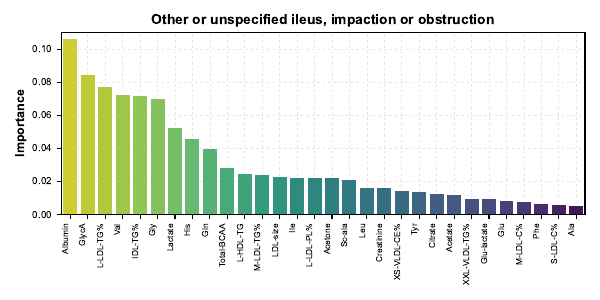 Other or unspecified ileus, impaction or obstruction
Importance
0.10
0.08
0.06
0.04
0.02
0.00
Albumin
GlycA
L-LDL-TG%
Val
IDL-TG%
Gly
Lactate
His
Gln
Total-BCAA
L-HDL-TG
M-LDL-TG%
LDL-size
Ile
L-LDL-PL%
Acetone
Sc-ala
Leu
Creatinine
XS-VLDL-CE%
Tyr
Citrate
Acetate
XXL-VLDL-TG%
Glu-lactate
Glu
M-LDL-C%
Phe
S-LDL-C%
Ala